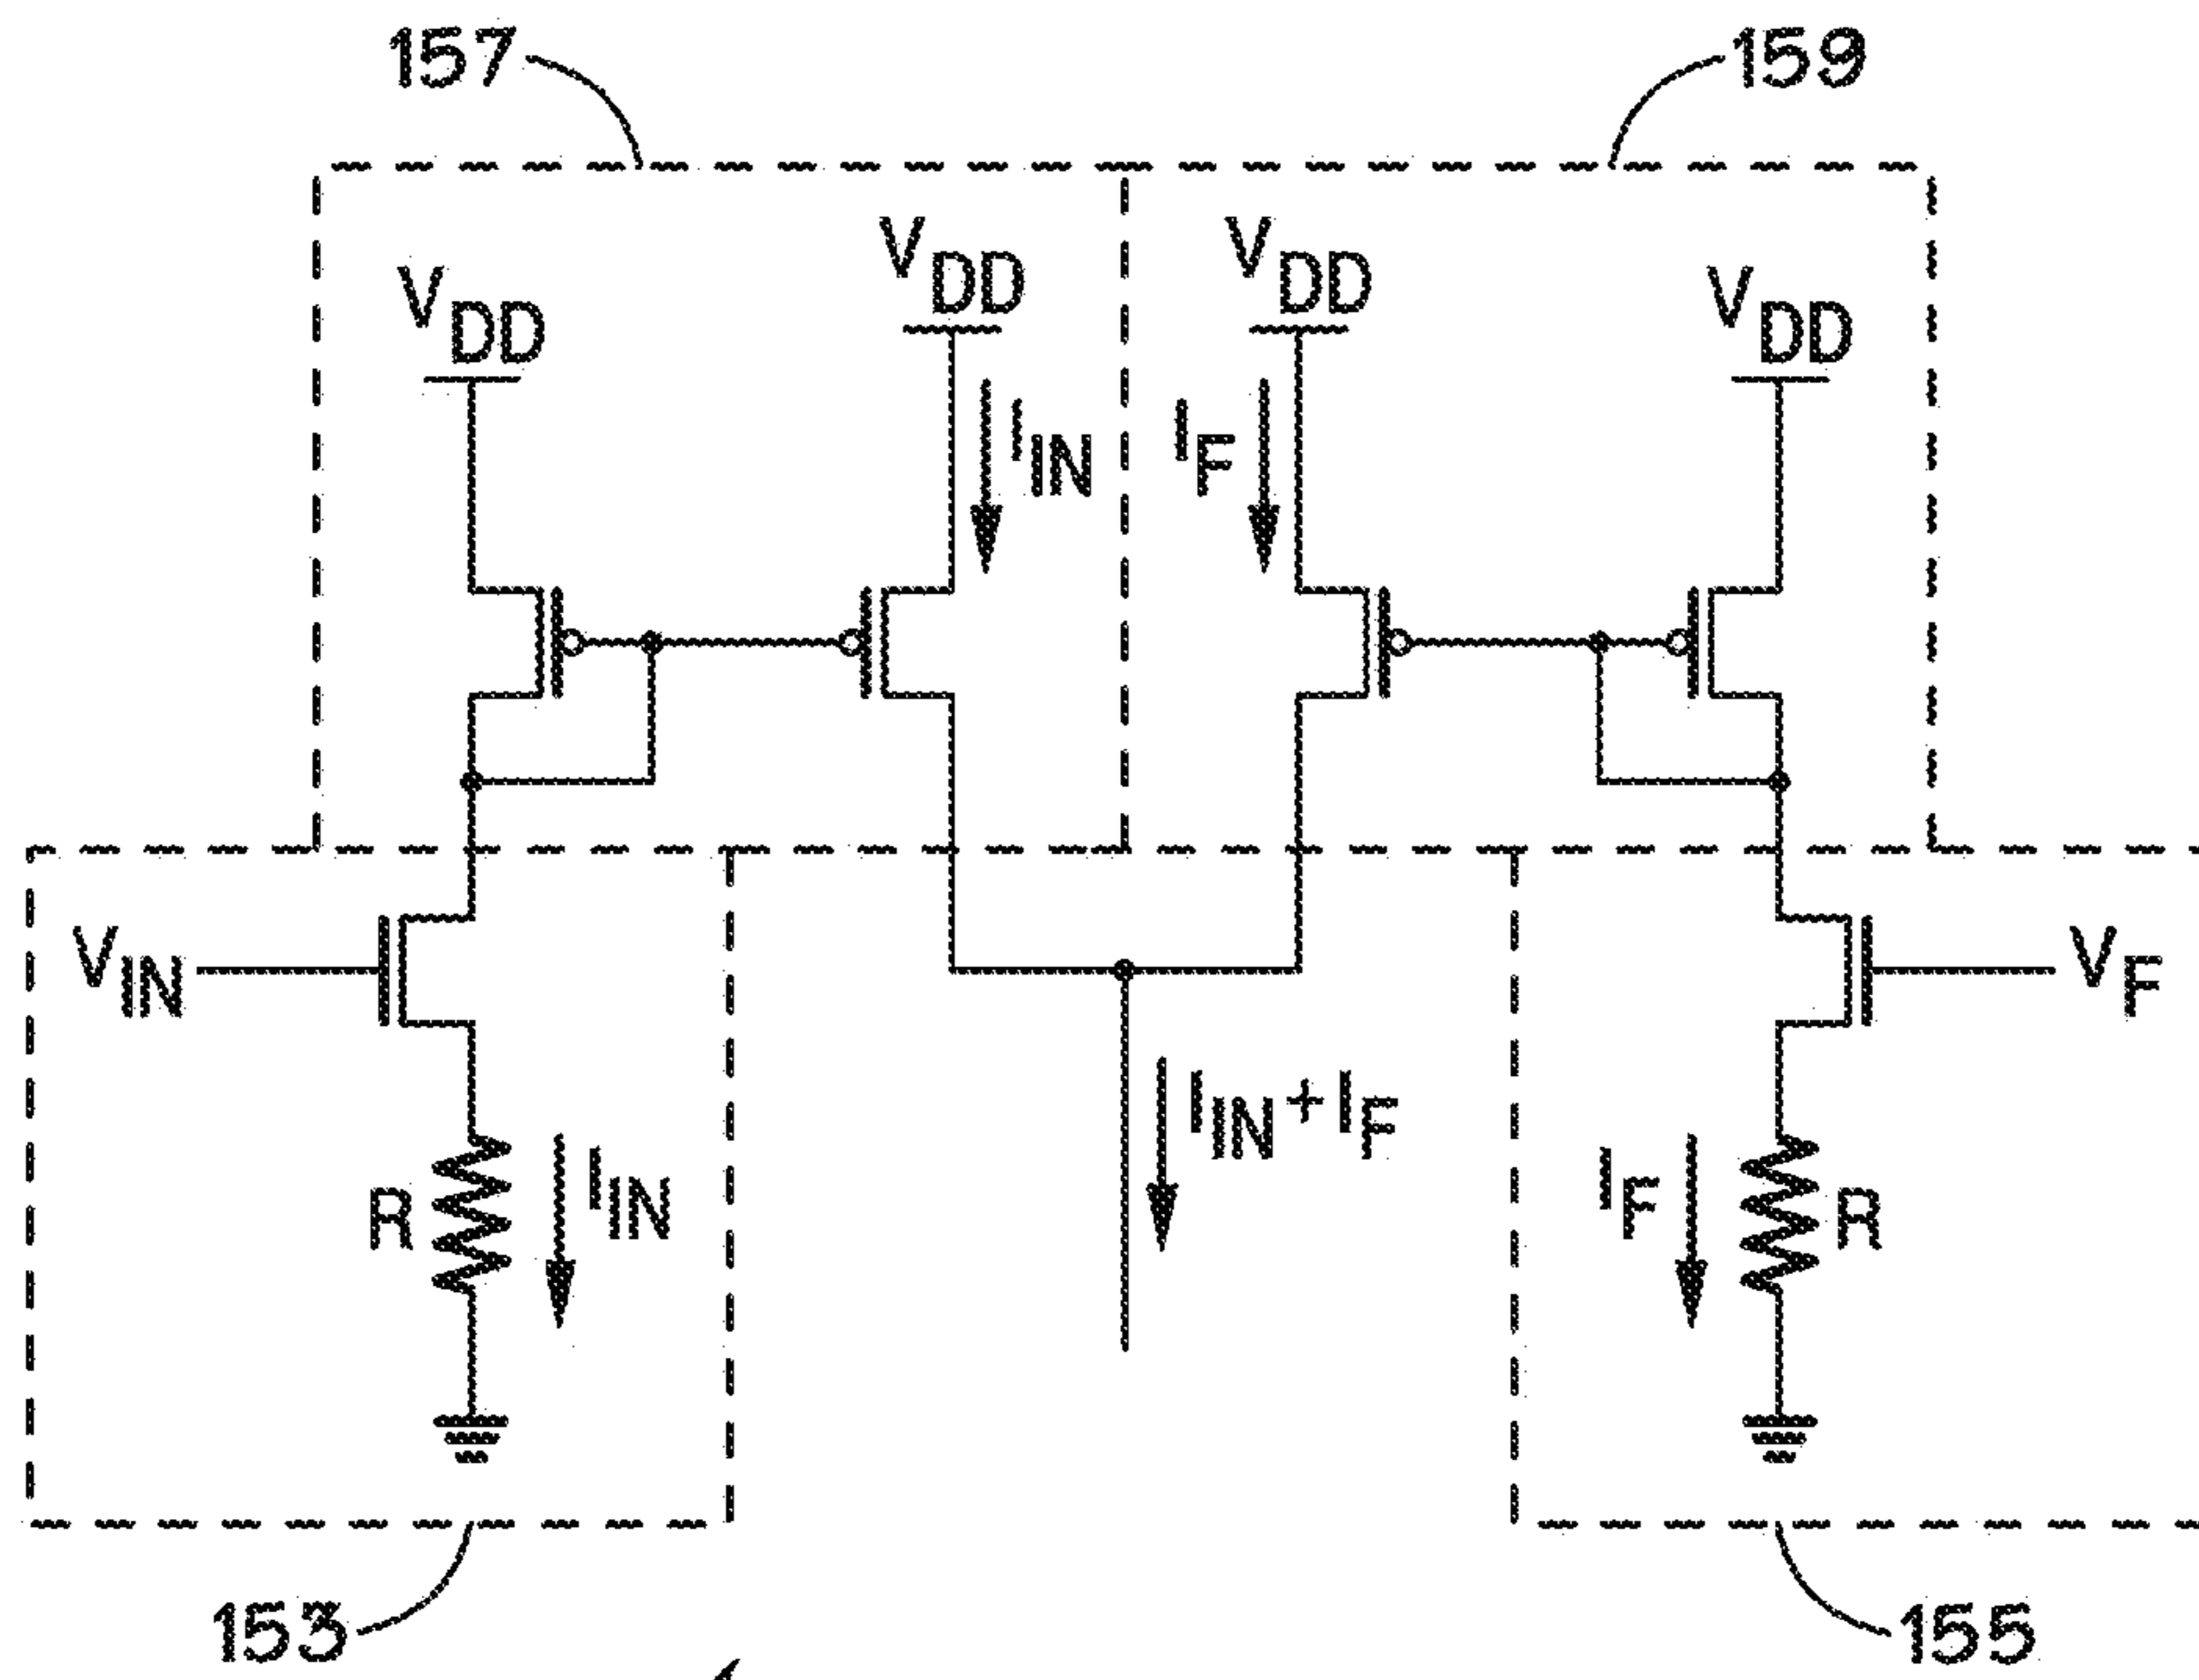 157
159
VDD
VDD
VDD
VDD
IIN
IF
VIN
VF
IIN+IF
R
IIN
IF
R
153
155